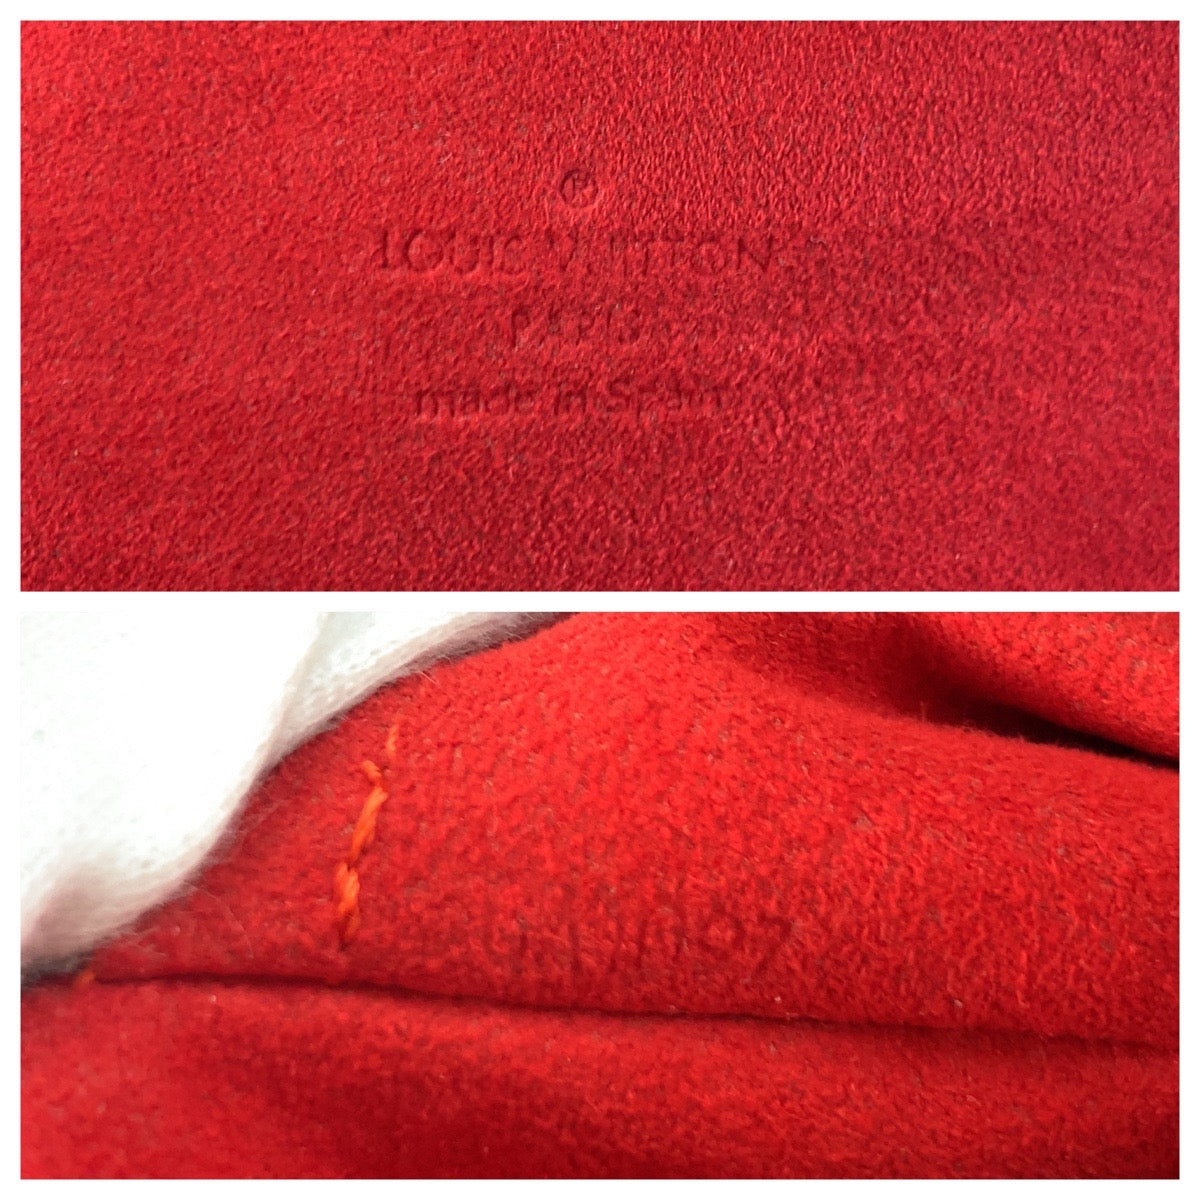 ®
LOUIS VUITTON
PARIS
made in Spain